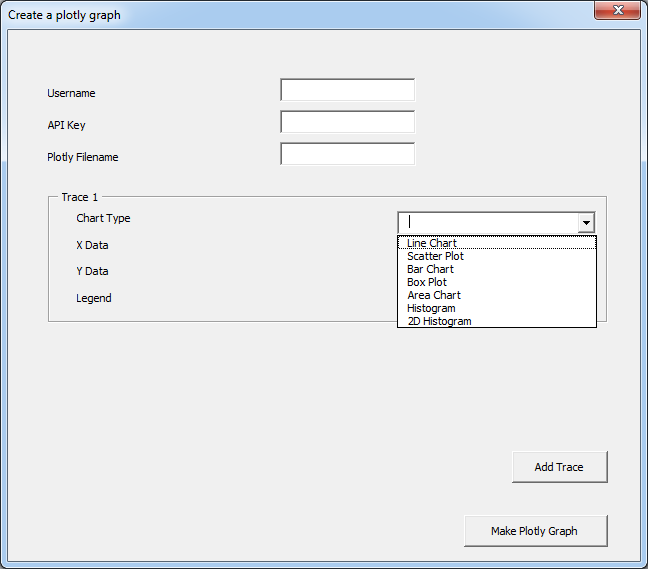 Create a plotly graph
Username
API Key
Plotly Filename
Trace 1
Chart Type
X Data
Y Data
Legend
Line Chart
Scatter Plot
Bar Chart
Box Plot
Area Chart
Histogram
2D Histogram
Add Trace
Make Plotly Graph